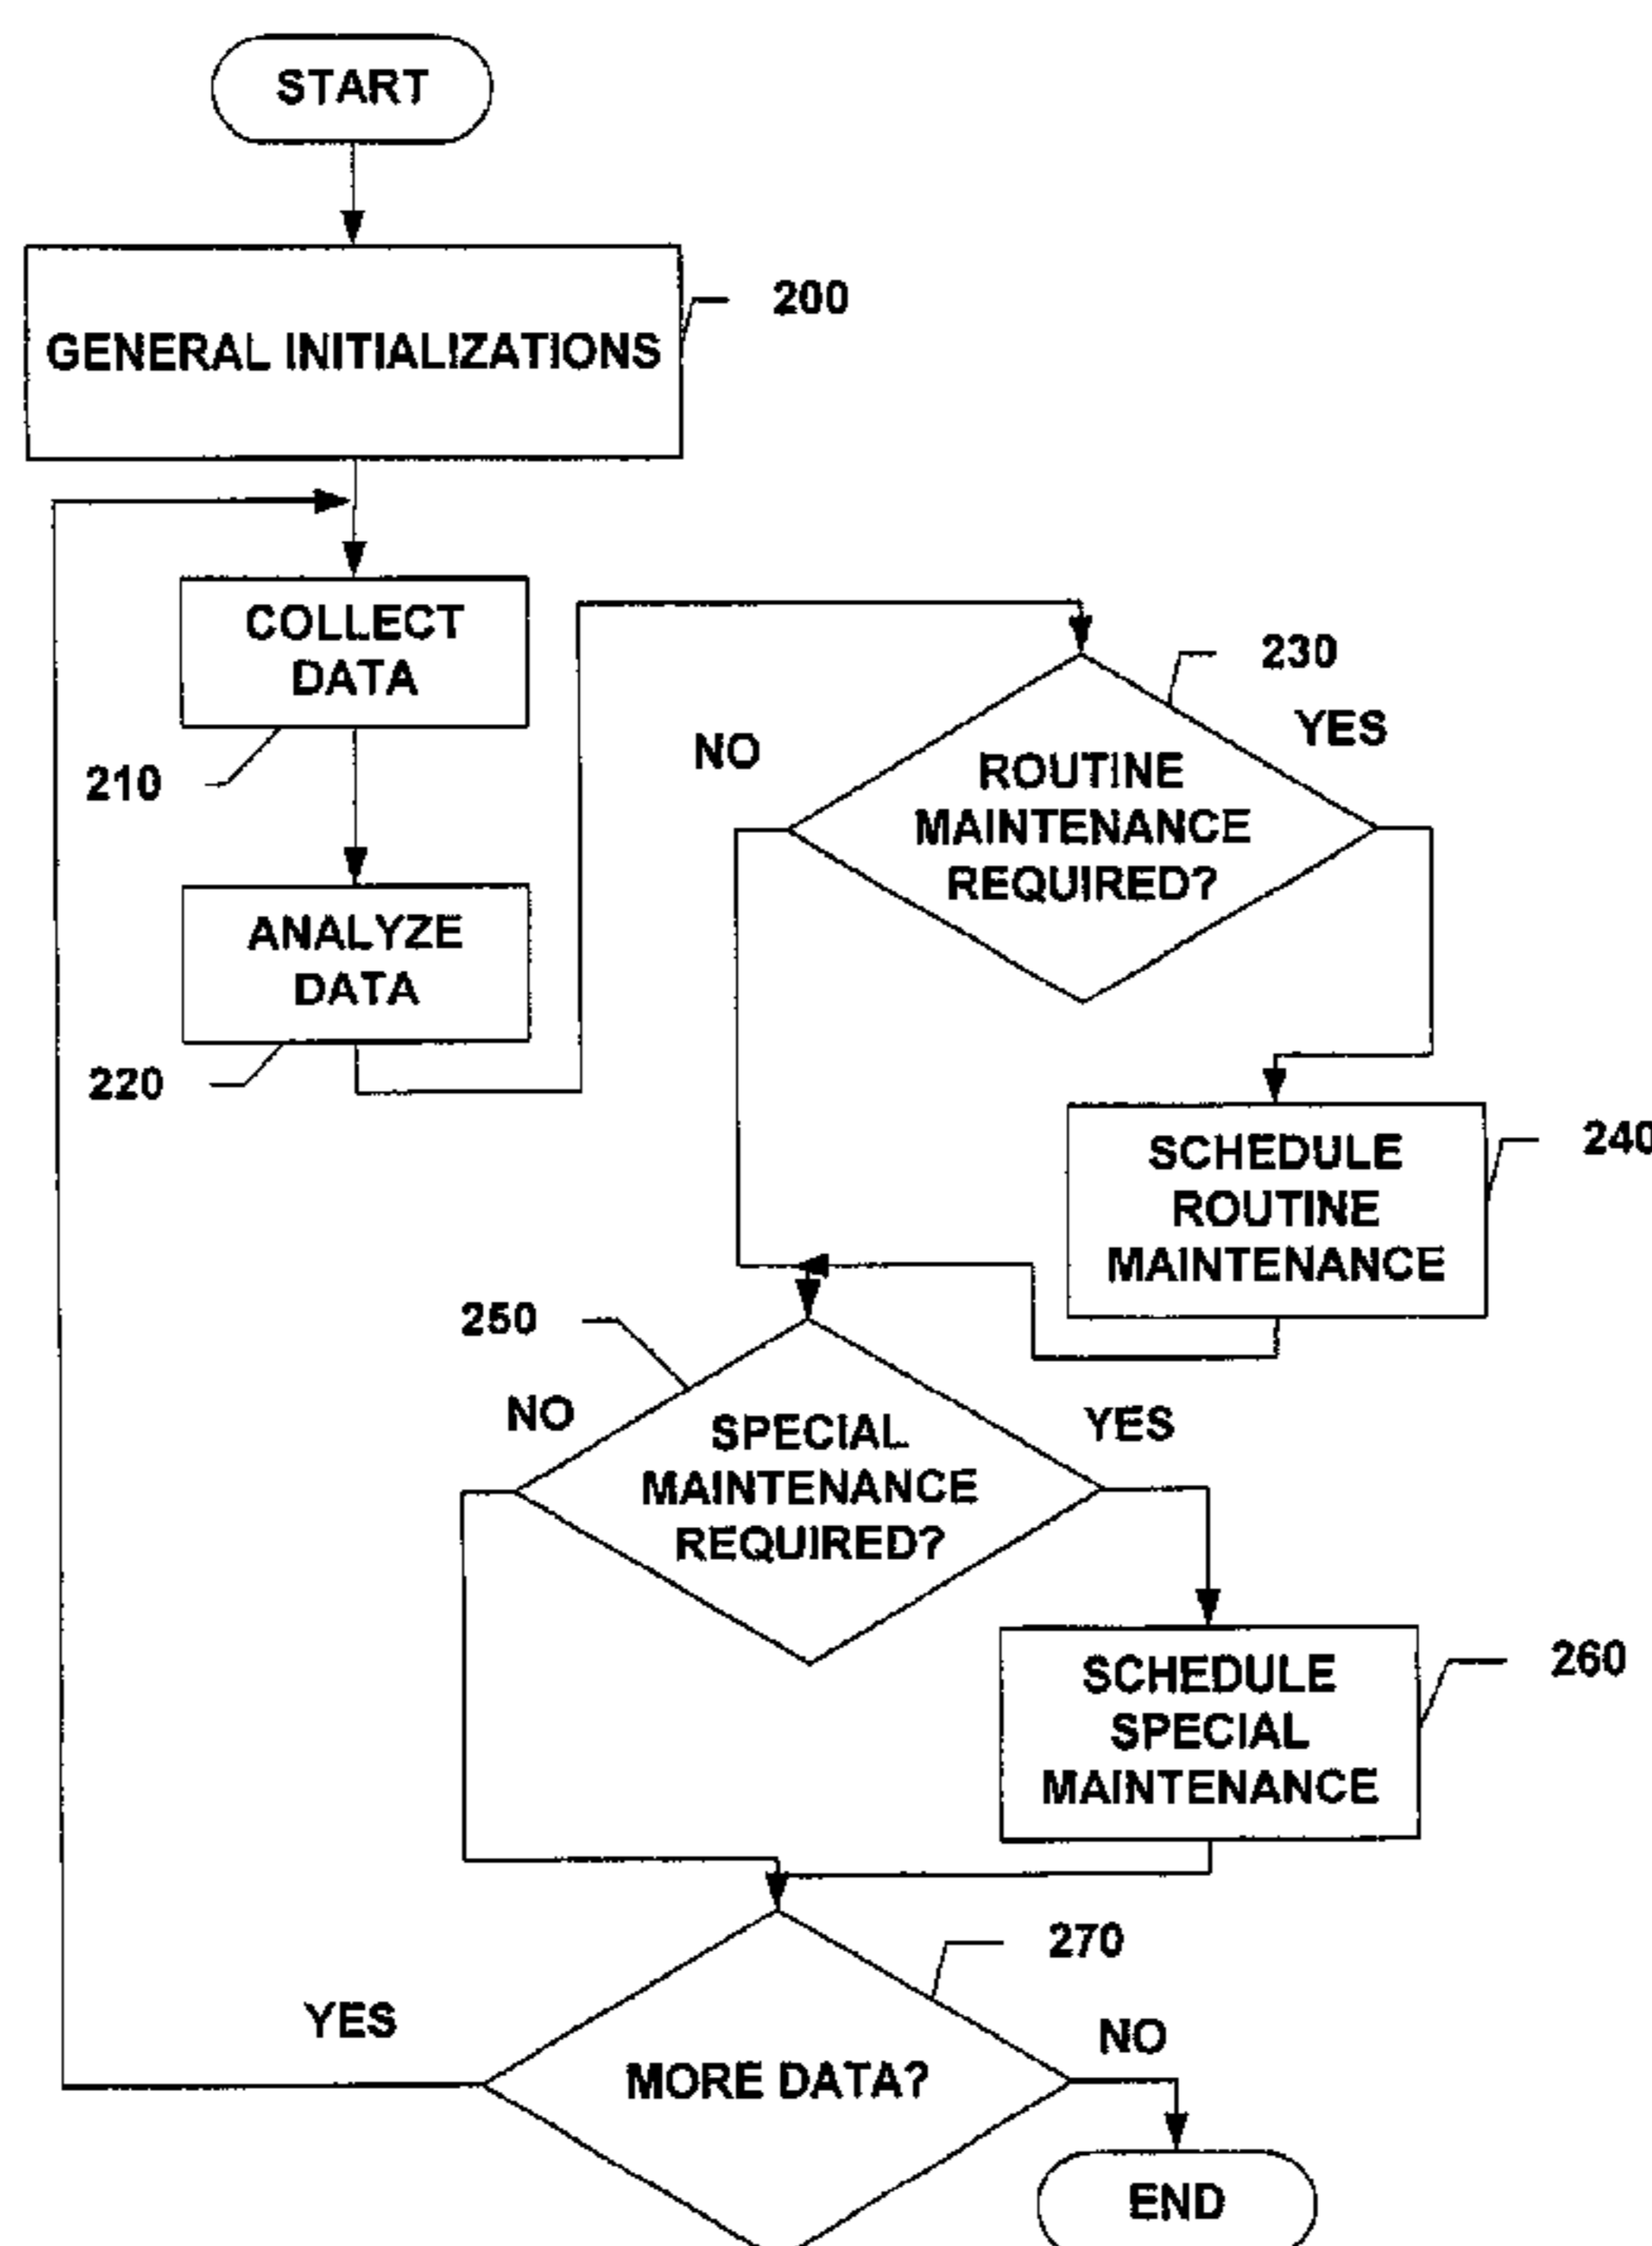 START
GENERAL INITIALIZATIONS
200
COLLECT
DATA
210
ANALYZE
DATA
220
230
NO
YES
ROUTINE
MAINTENANCE
REQUIRED?
SCHEDULE
ROUTINE
MAINTENANCE
240
250
NO
YES
SPECIAL
MAINTENANCE
REQUIRED?
SCHEDULE
SPECIAL
MAINTENANCE
260
270
YES
NO
MORE DATA?
END